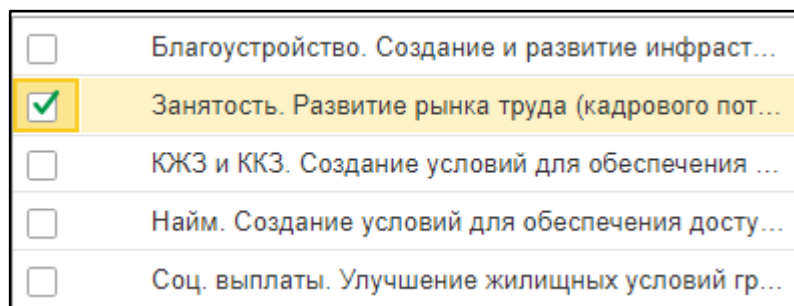 Благоустройство. Создание и развитие инфраст...
Занятость. Развитие рынка труда (кадрового пот...
КЖЗ и ККЗ. Создание условий для обеспечения ...
Найм. Создание условий для обеспечения досту...
Соц. выплаты. Улучшение жилищных условий гр...